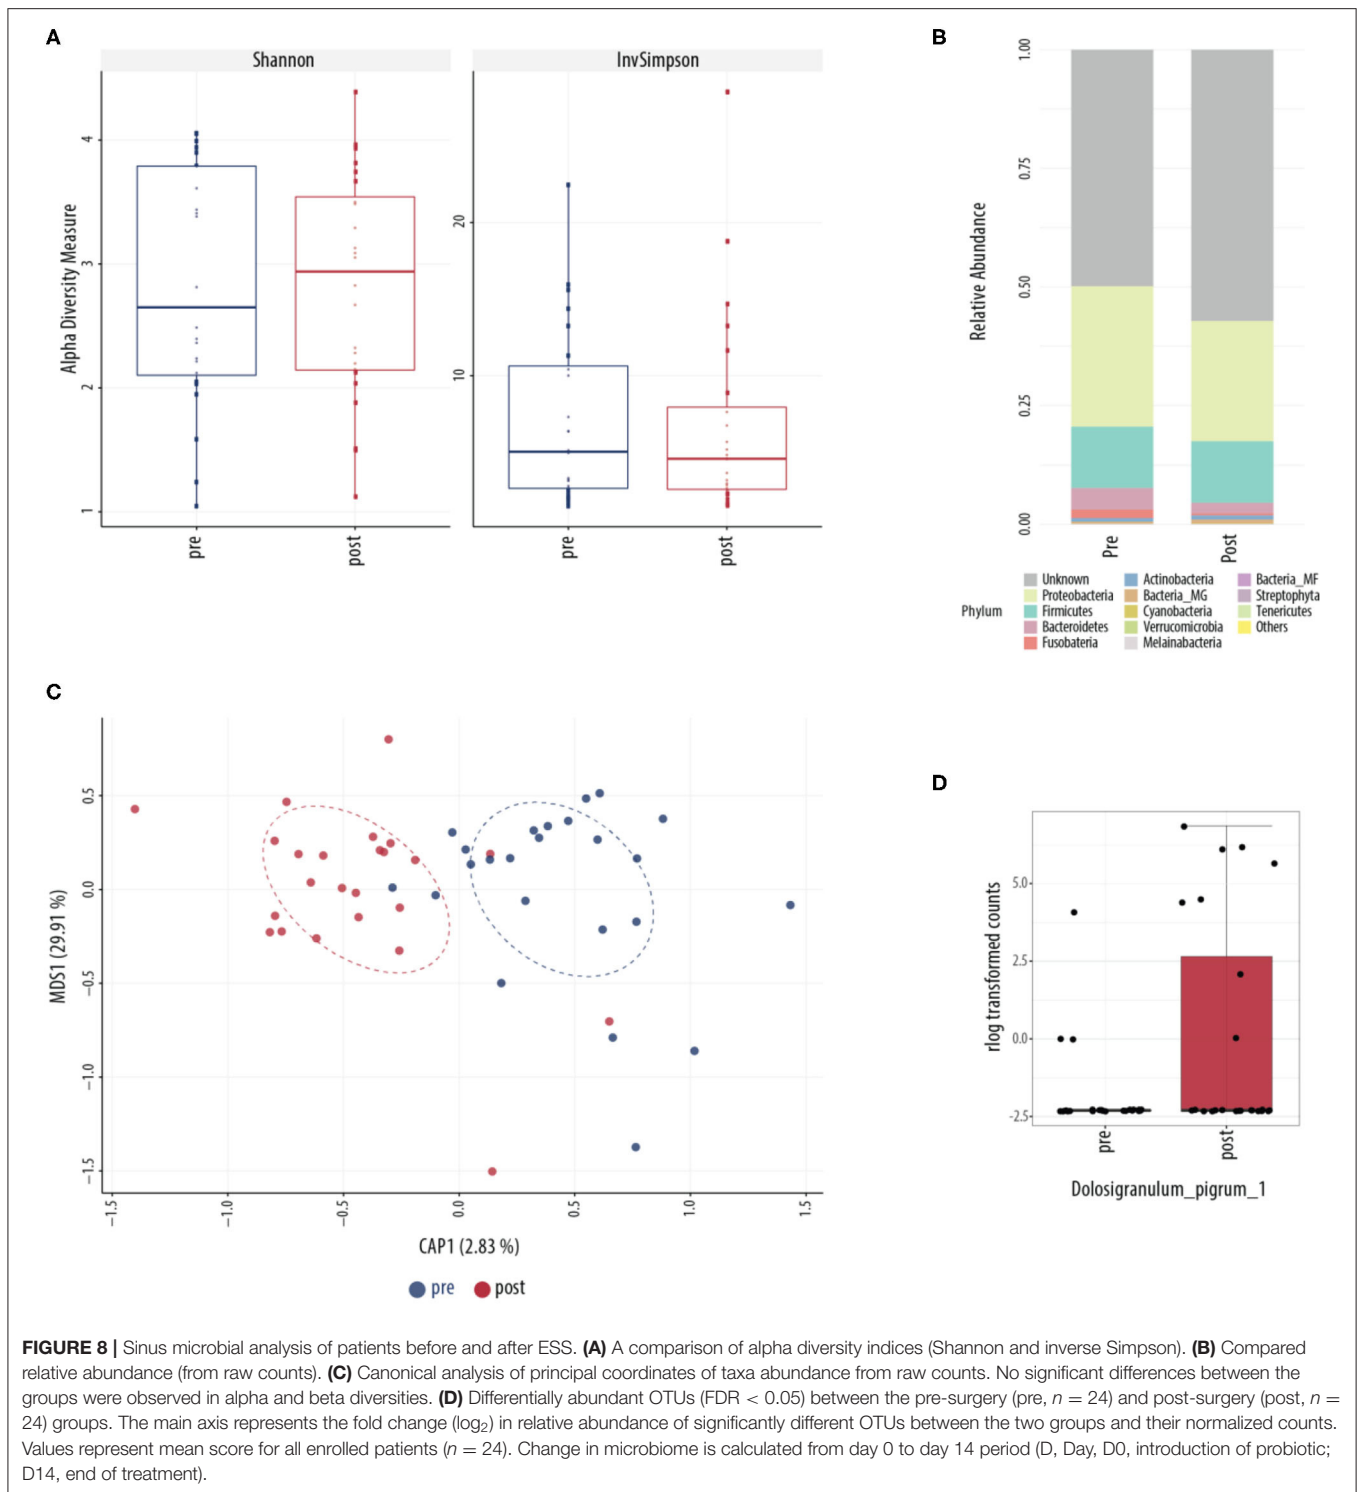 A
Shannon
InvSimpson
Alpha Diversity Measure
4
3
2
1
20
10
pre
post
pre
post
B
Relative Abundance
1.00
0.75
0.50
0.25
0.00
Pre
Post
Phylum
Unknown
Proteobacteria
Firmicutes
Bacteroidetes
Fusobateria
Actinobacteria
Bacteria_MG
Cyanobacteria
Verrucomicrobia
Melainabacteria
Bacteria_MF
Streptophyta
Tenericutes
Others
C
MDS1 (29.91 %)
0.5
0.0
−0.5
−1.0
−1.5
−1.5
−1.0
−0.5
0.0
0.5
1.0
1.5
CAP1 (2.83 %)
pre
post
D
rlog transformed counts
5.0
2.5
0.0
-2.5
pre
post
Dolosigranulum_pigrum_1
FIGURE 8 | Sinus microbial analysis of patients before and after ESS. (A) A comparison of alpha diversity indices (Shannon and inverse Simpson). (B) Compared
relative abundance (from raw counts). (C) Canonical analysis of principal coordinates of taxa abundance from raw counts. No significant differences between the
groups were observed in alpha and beta diversities. (D) Differentially abundant OTUs (FDR < 0.05) between the pre-surgery (pre, n = 24) and post-surgery (post, n =
24) groups. The main axis represents the fold change (log₂) in relative abundance of significantly different OTUs between the two groups and their normalized counts.
Values represent mean score for all enrolled patients (n = 24). Change in microbiome is calculated from day 0 to day 14 period (D, Day, D0, introduction of probiotic;
D14, end of treatment).